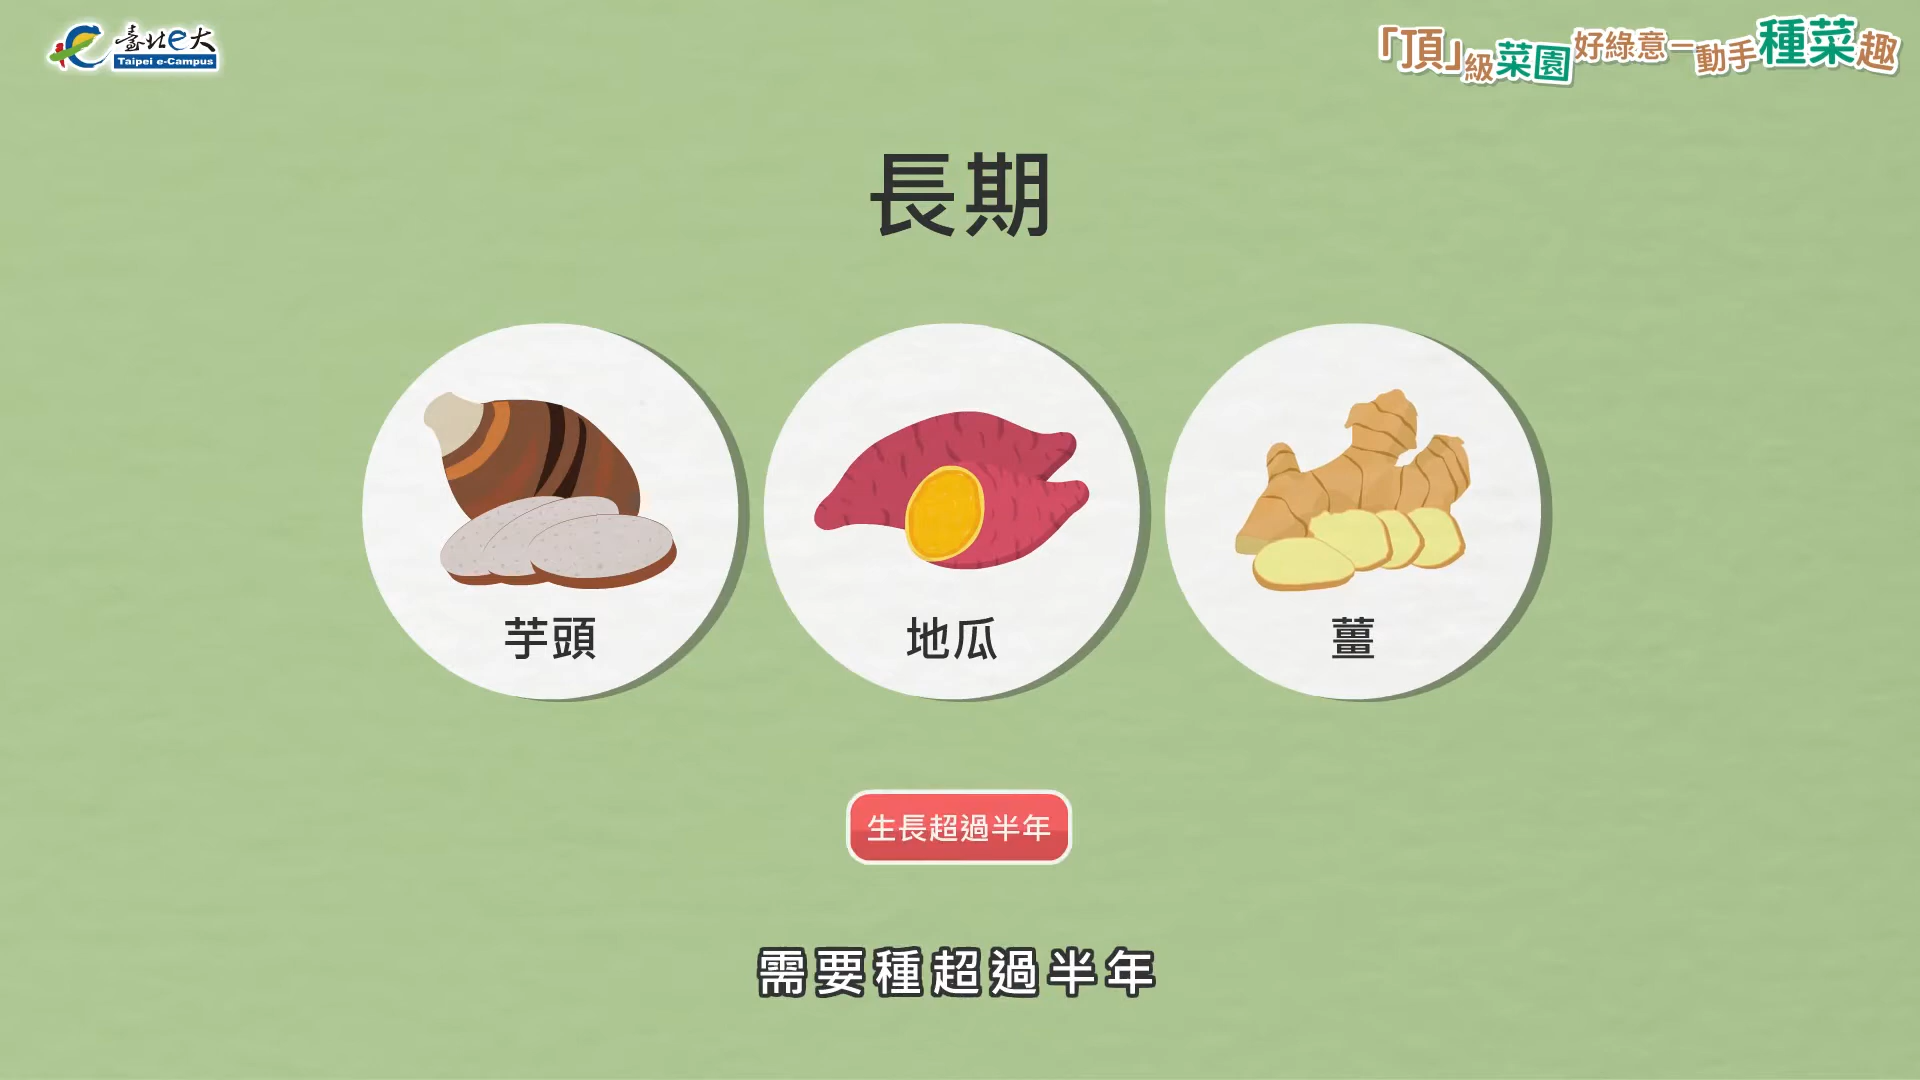 臺北e大
Taipei e-Campus
「頂」級菜園好綠意－動手種菜趣
長期
芋頭
地瓜
薑
生長超過半年
需要種超過半年